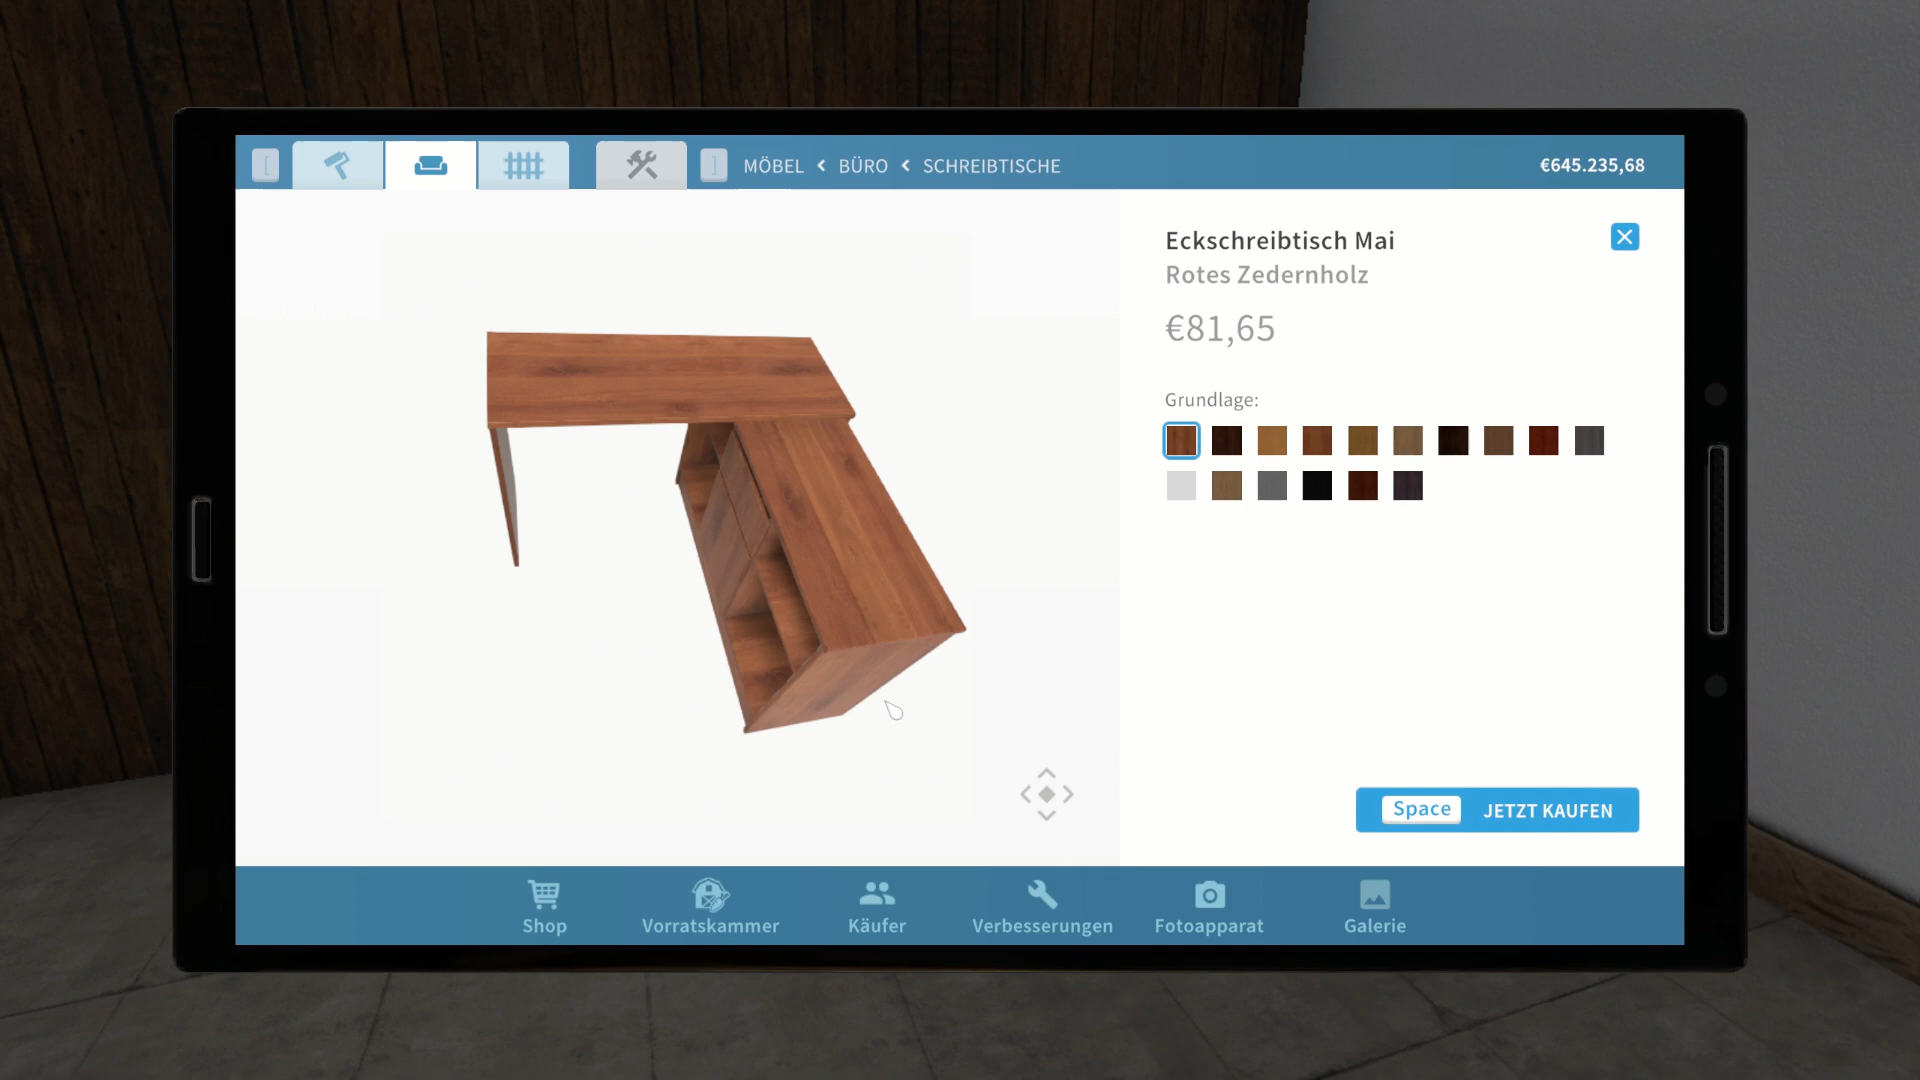 [ ] MÖBEL < BÜRO < SCHREIBTISCHE €645.235,68
Eckschreibtisch Mai
Rotes Zedernholz
€81,65
Grundlage:
Space JETZT KAUFEN
Shop Vorratskammer Käufer Verbesserungen Fotoapparat Galerie